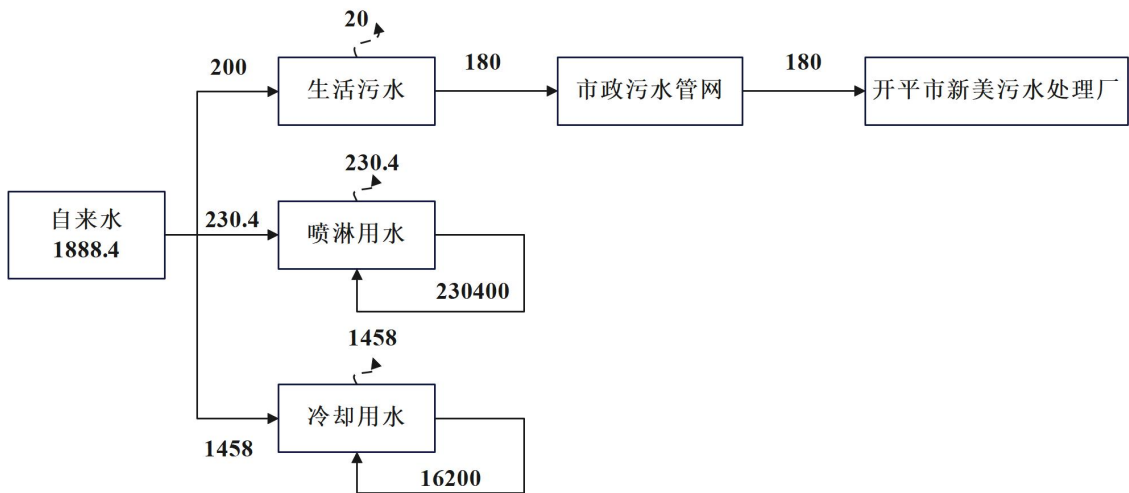 20
200
生活污水
180
市政污水管网
180
开平市新美污水处理厂
230.4
自来水
1888.4
230.4
喷淋用水
230400
1458
冷却用水
1458
16200